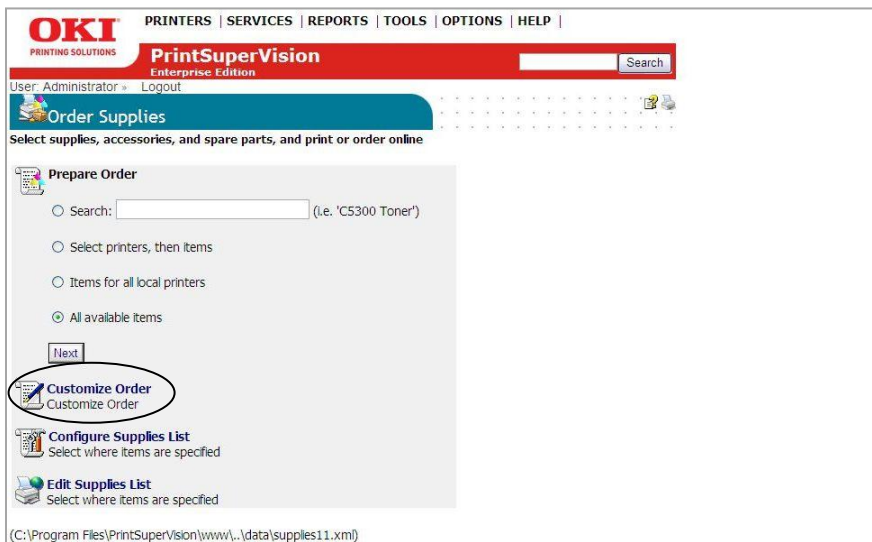 OKI
PRINTING SOLUTIONS
PRINTERS | SERVICES | REPORTS | TOOLS | OPTIONS | HELP |
PrintSuperVision
Enterprise Edition
Search
User: Administrator » Logout
Order Supplies
Select supplies, accessories, and spare parts, and print or order online
Prepare Order
Search: (i.e. 'C5300 Toner')
Select printers, then items
Items for all local printers
All available items
Next
Customize Order
Customize Order
Configure Supplies List
Select where items are specified
Edit Supplies List
Select where items are specified
(C:\Program Files\PrintSuperVision\www\..\data\supplies11.xml)